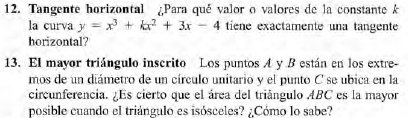 12. Tangente horizontal ¿Para qué valor o valores de la constante k
la curva y = x³ + kx² + 3x − 4 tiene exactamente una tangente
horizontal?
13. El mayor triángulo inscrito Los puntos A y B están en los extre-
mos de un diámetro de un círculo unitario y el punto C se ubica en la
circunferencia. ¿Es cierto que el área del triángulo ABC es la mayor
posible cuando el triángulo es isósceles? ¿Cómo lo sabe?